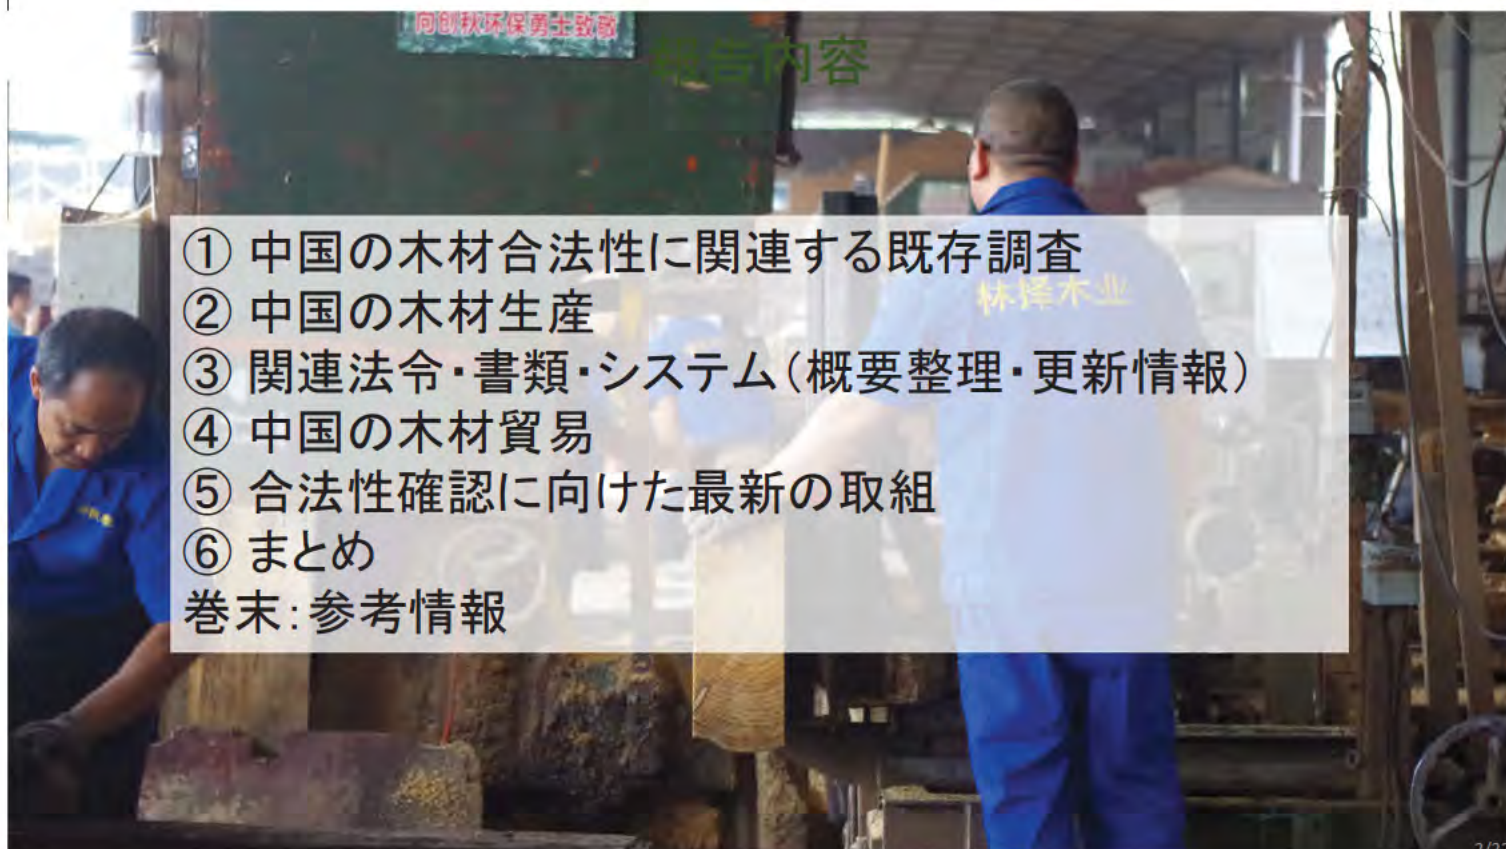 向创秋环保勇士致敬
報告内容
① 中国の木材合法性に関連する既存調査
② 中国の木材生産
③ 関連法令・書類・システム（概要整理・更新情報）
④ 中国の木材貿易
⑤ 合法性確認に向けた最新の取組
⑥ まとめ
巻末：参考情報
林择木业